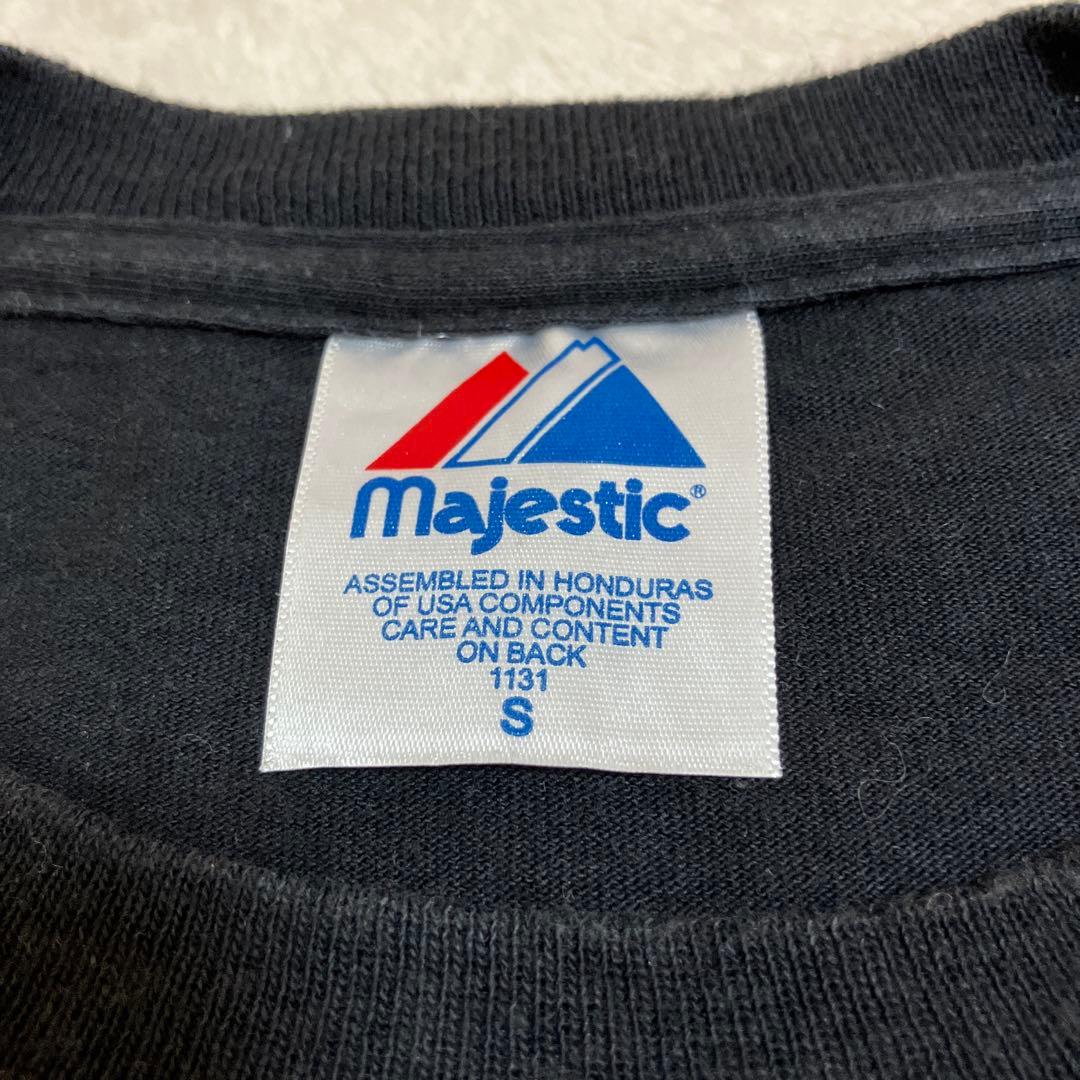 majestic®
ASSEMBLED IN HONDURAS
OF USA COMPONENTS
CARE AND CONTENT
ON BACK
1131
S